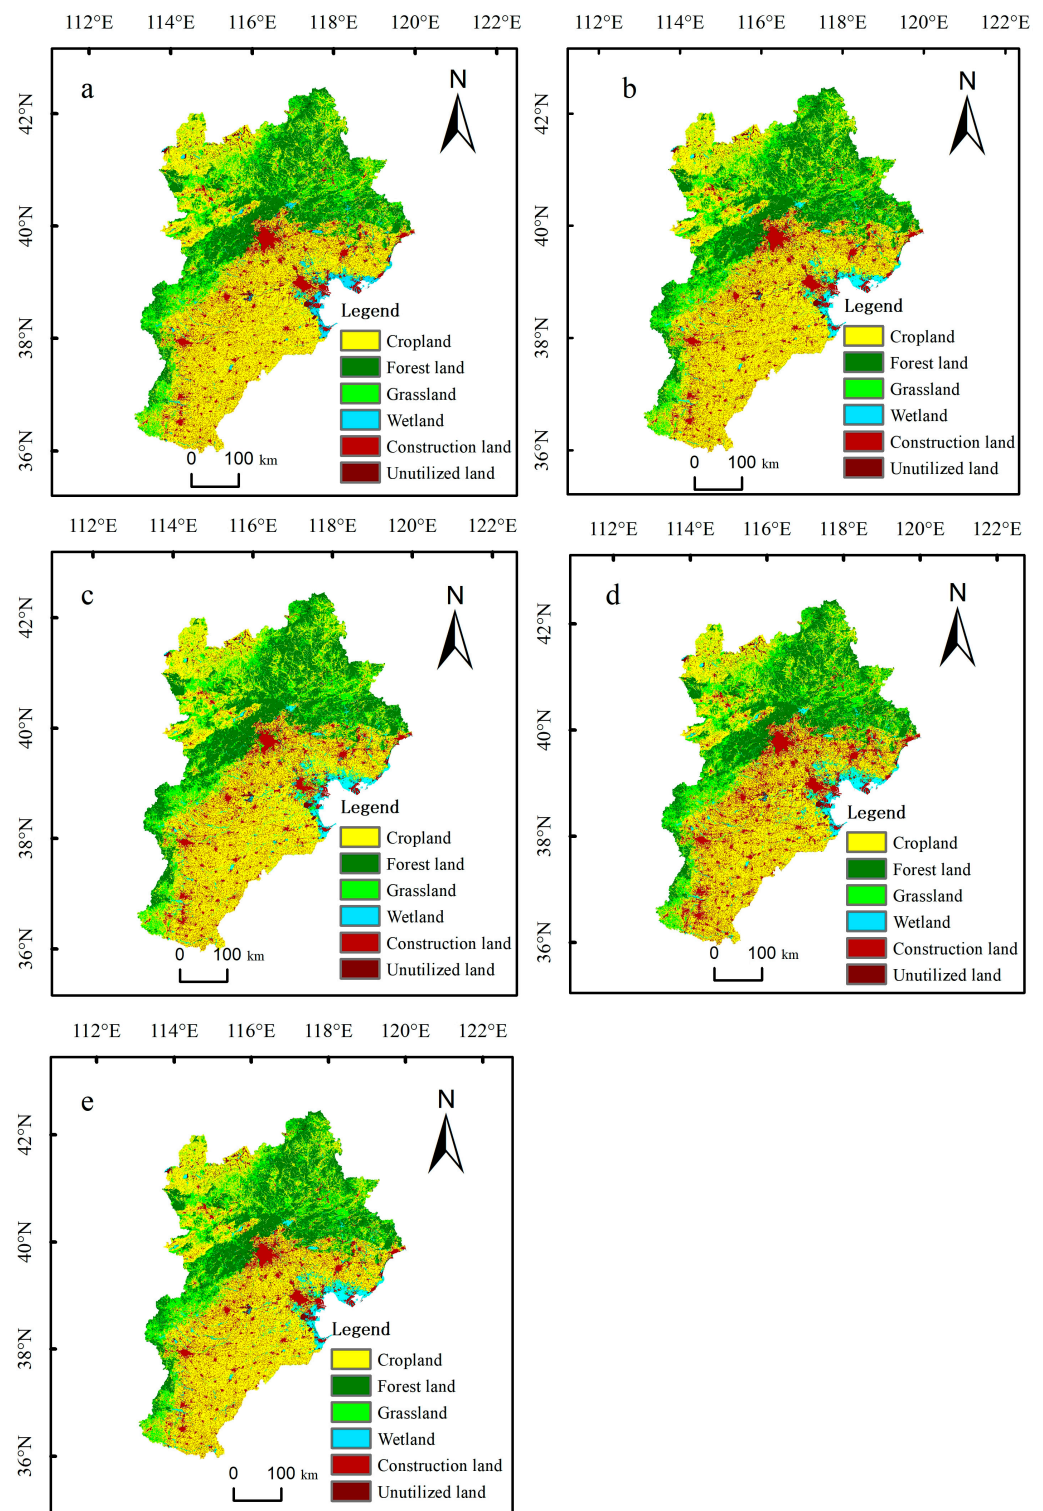 112°E 114°E 116°E 118°E 120°E 122°E
112°E 114°E 116°E 118°E 120°E 122°E
a
N
42°N
40°N
38°N
36°N
Legend
Cropland
Forest land
Grassland
Wetland
Construction land
Unutilized land
0 100 km
b
N
42°N
40°N
38°N
36°N
Legend
Cropland
Forest land
Grassland
Wetland
Construction land
Unutilized land
0 100 km
112°E 114°E 116°E 118°E 120°E 122°E
112°E 114°E 116°E 118°E 120°E 122°E
c
N
42°N
40°N
38°N
36°N
Legend
Cropland
Forest land
Grassland
Wetland
Construction land
Unutilized land
0 100 km
d
N
42°N
40°N
38°N
36°N
Legend
Cropland
Forest land
Grassland
Wetland
Construction land
Unutilized land
0 100 km
112°E 114°E 116°E 118°E 120°E 122°E
e
N
42°N
40°N
38°N
36°N
Legend
Cropland
Forest land
Grassland
Wetland
Construction land
Unutilized land
0 100 km